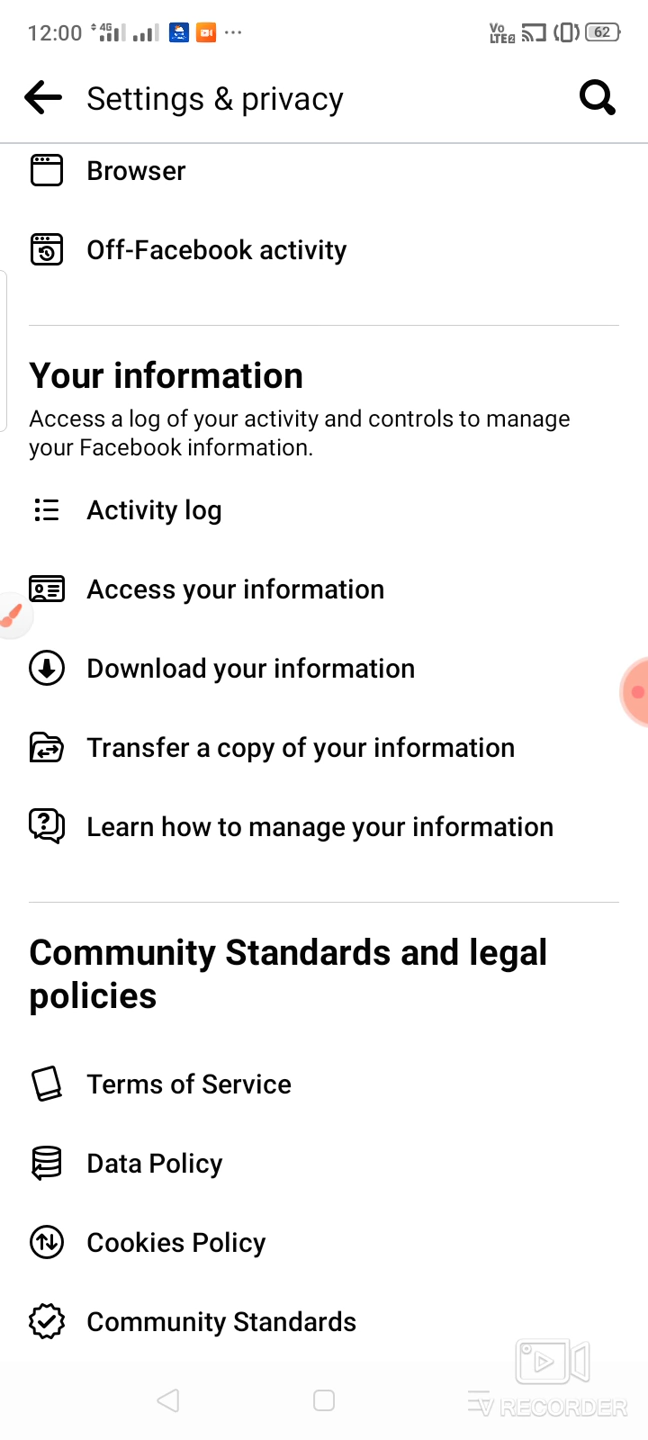 12:00 4G ... Vo LTE2 62
Settings & privacy
Browser
Off-Facebook activity
Your information
Access a log of your activity and controls to manage
your Facebook information.
Activity log
Access your information
Download your information
Transfer a copy of your information
Learn how to manage your information
Community Standards and legal
policies
Terms of Service
Data Policy
Cookies Policy
Community Standards
V RECORDER